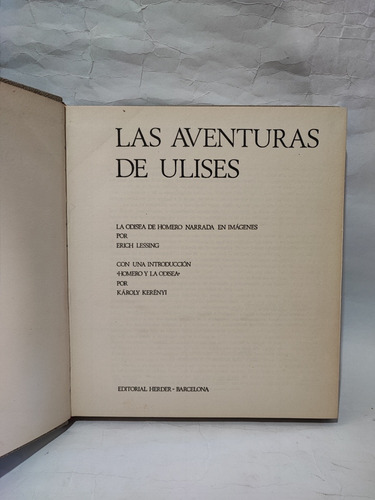 LAS AVENTURAS
DE ULISES
LA ODISEA DE HOMERO NARRADA EN IMÁGENES
POR
ERICH LESSING
CON UNA INTRODUCCIÓN
«HOMERO Y LA ODISEA»
POR
KÁROLY KERÉNYI
EDITORIAL HERDER - BARCELONA